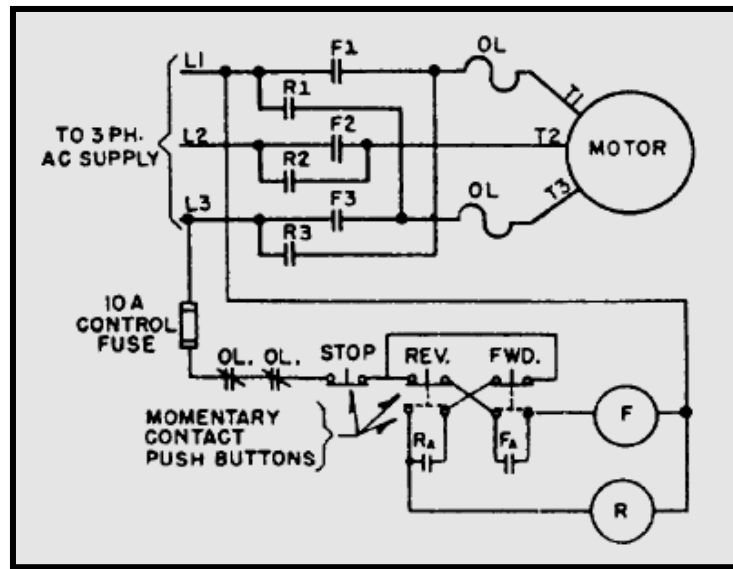 L1
F1
OL
R1
T1
TO 3 PH.
AC SUPPLY
L2
F2
T2
MOTOR
R2
L3
F3
OL
T3
R3
10 A
CONTROL
FUSE
OL. OL. STOP REV. FWD.
MOMENTARY
CONTACT
PUSH BUTTONS
RA
FA
F
R